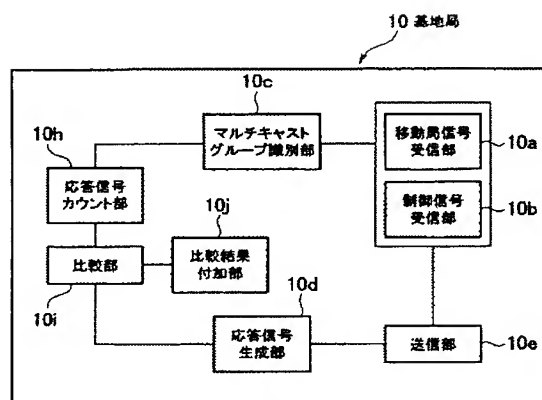 10 基地局
10c
マルチキャスト
グループ識別部
移動局信号
受信部
10a
制御信号
受信部
10b
10h
応答信号
カウント部
10j
比較部
比較結果
付加部
10i
10d
応答信号
生成部
送信部
10e